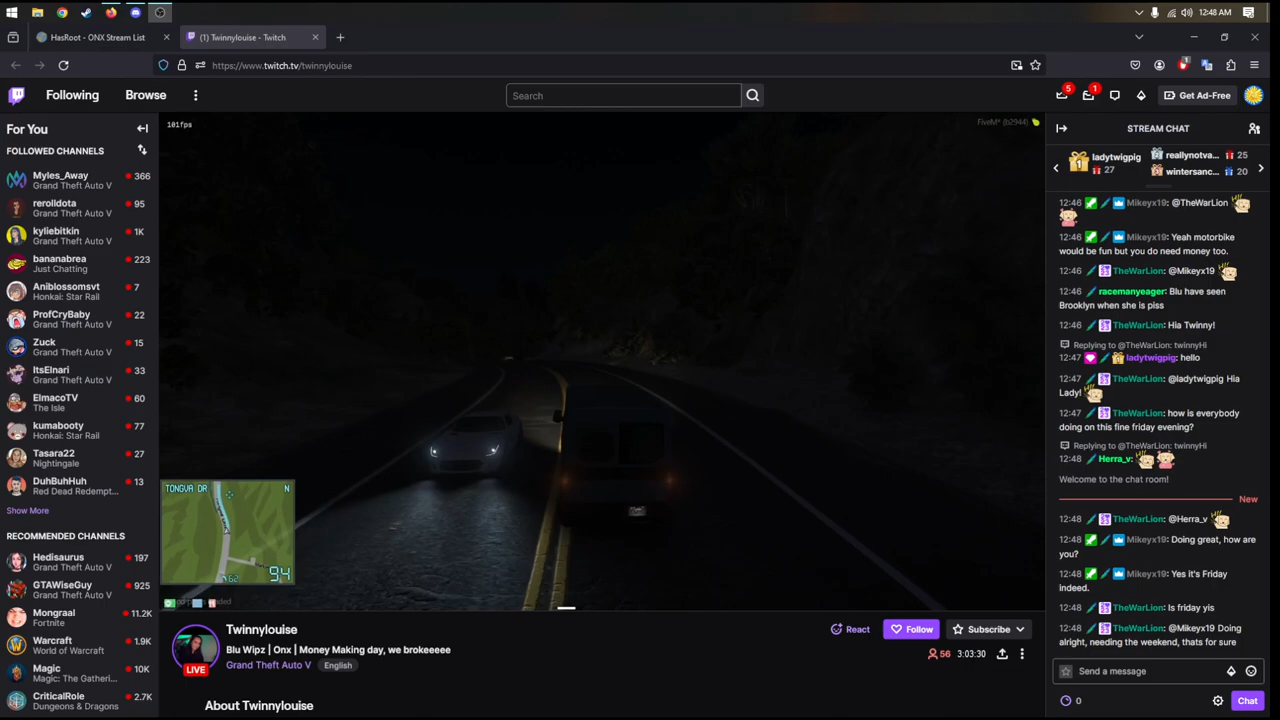 12:48 AM
HasRoot - ONX Stream List
(1) Twinnylouise - Twitch
https://www.twitch.tv/twinnylouise
1
Following
Browse
Search
5
1
Get Ad-Free
For You
FOLLOWED CHANNELS
Myles_Away
366
Grand Theft Auto V
rerolldota
95
Grand Theft Auto V
kyliebitkin
1K
Grand Theft Auto V
bananabrea
223
Just Chatting
Aniblossomsvt
7
Honkai: Star Rail
ProfCryBaby
22
Grand Theft Auto V
Zuck
15
Grand Theft Auto V
ItsElnari
33
Grand Theft Auto V
ElmacoTV
60
The Isle
kumabooty
77
Honkai: Star Rail
Tasara22
27
Nightingale
DuhBuhHuh
13
Red Dead Redempt...
Show More
RECOMMENDED CHANNELS
Hedisaurus
197
Grand Theft Auto V
GTAWiseGuy
925
Grand Theft Auto V
Mongraal
11.2K
Fortnite
Warcraft
1.9K
World of Warcraft
Magic
10K
Magic: The Gatheri...
CriticalRole
2.7K
Dungeons & Dragons
101fps
FiveM* (b2944)
TONGVA DR
N
62
94
Twinnylouise
Blu Wipz | Onx | Money Making day, we brokeeeee
Grand Theft Auto V
English
LIVE
React
Follow
Subscribe
56
3:03:30
About Twinnylouise
STREAM CHAT
1
ladytwigpig
27
reallynotva...
25
wintersanc...
20
12:46 Mikeyx19: @TheWarLion
12:46 Mikeyx19: Yeah motorbike
would be fun but you do need money too.
12:46 TheWarLion: @Mikeyx19
12:46 racemanyeager: Blu have seen
Brooklyn when she is piss
12:46 TheWarLion: Hia Twinny!
Replying to @TheWarLion: twinnyHi
12:47 ladytwigpig: hello
12:47 TheWarLion: @ladytwigpig Hia
Lady!
12:47 TheWarLion: how is everybody
doing on this fine friday evening?
Replying to @TheWarLion: twinnyHi
12:48 Herra_v:
Welcome to the chat room!
New
12:48 TheWarLion: @Herra_v
12:48 Mikeyx19: Doing great, how are
you?
12:48 Mikeyx19: Yes it's Friday
indeed.
12:48 TheWarLion: Is friday yis
12:48 TheWarLion: @Mikeyx19 Doing
alright, needing the weekend, thats for sure
Send a message
0
Chat